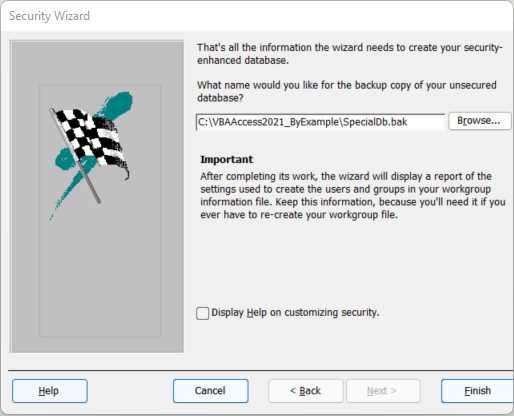 Security Wizard
That's all the information the wizard needs to create your security-
enhanced database.
What name would you like for the backup copy of your unsecured
database?
C:\VBAAccess2021_ByExample\SpecialDb.bak
Browse...
Important
After completing its work, the wizard will display a report of the
settings used to create the users and groups in your workgroup
information file. Keep this information, because you'll need it if you
ever have to re-create your workgroup file.
Display Help on customizing security.
Help
Cancel
< Back
Next >
Finish